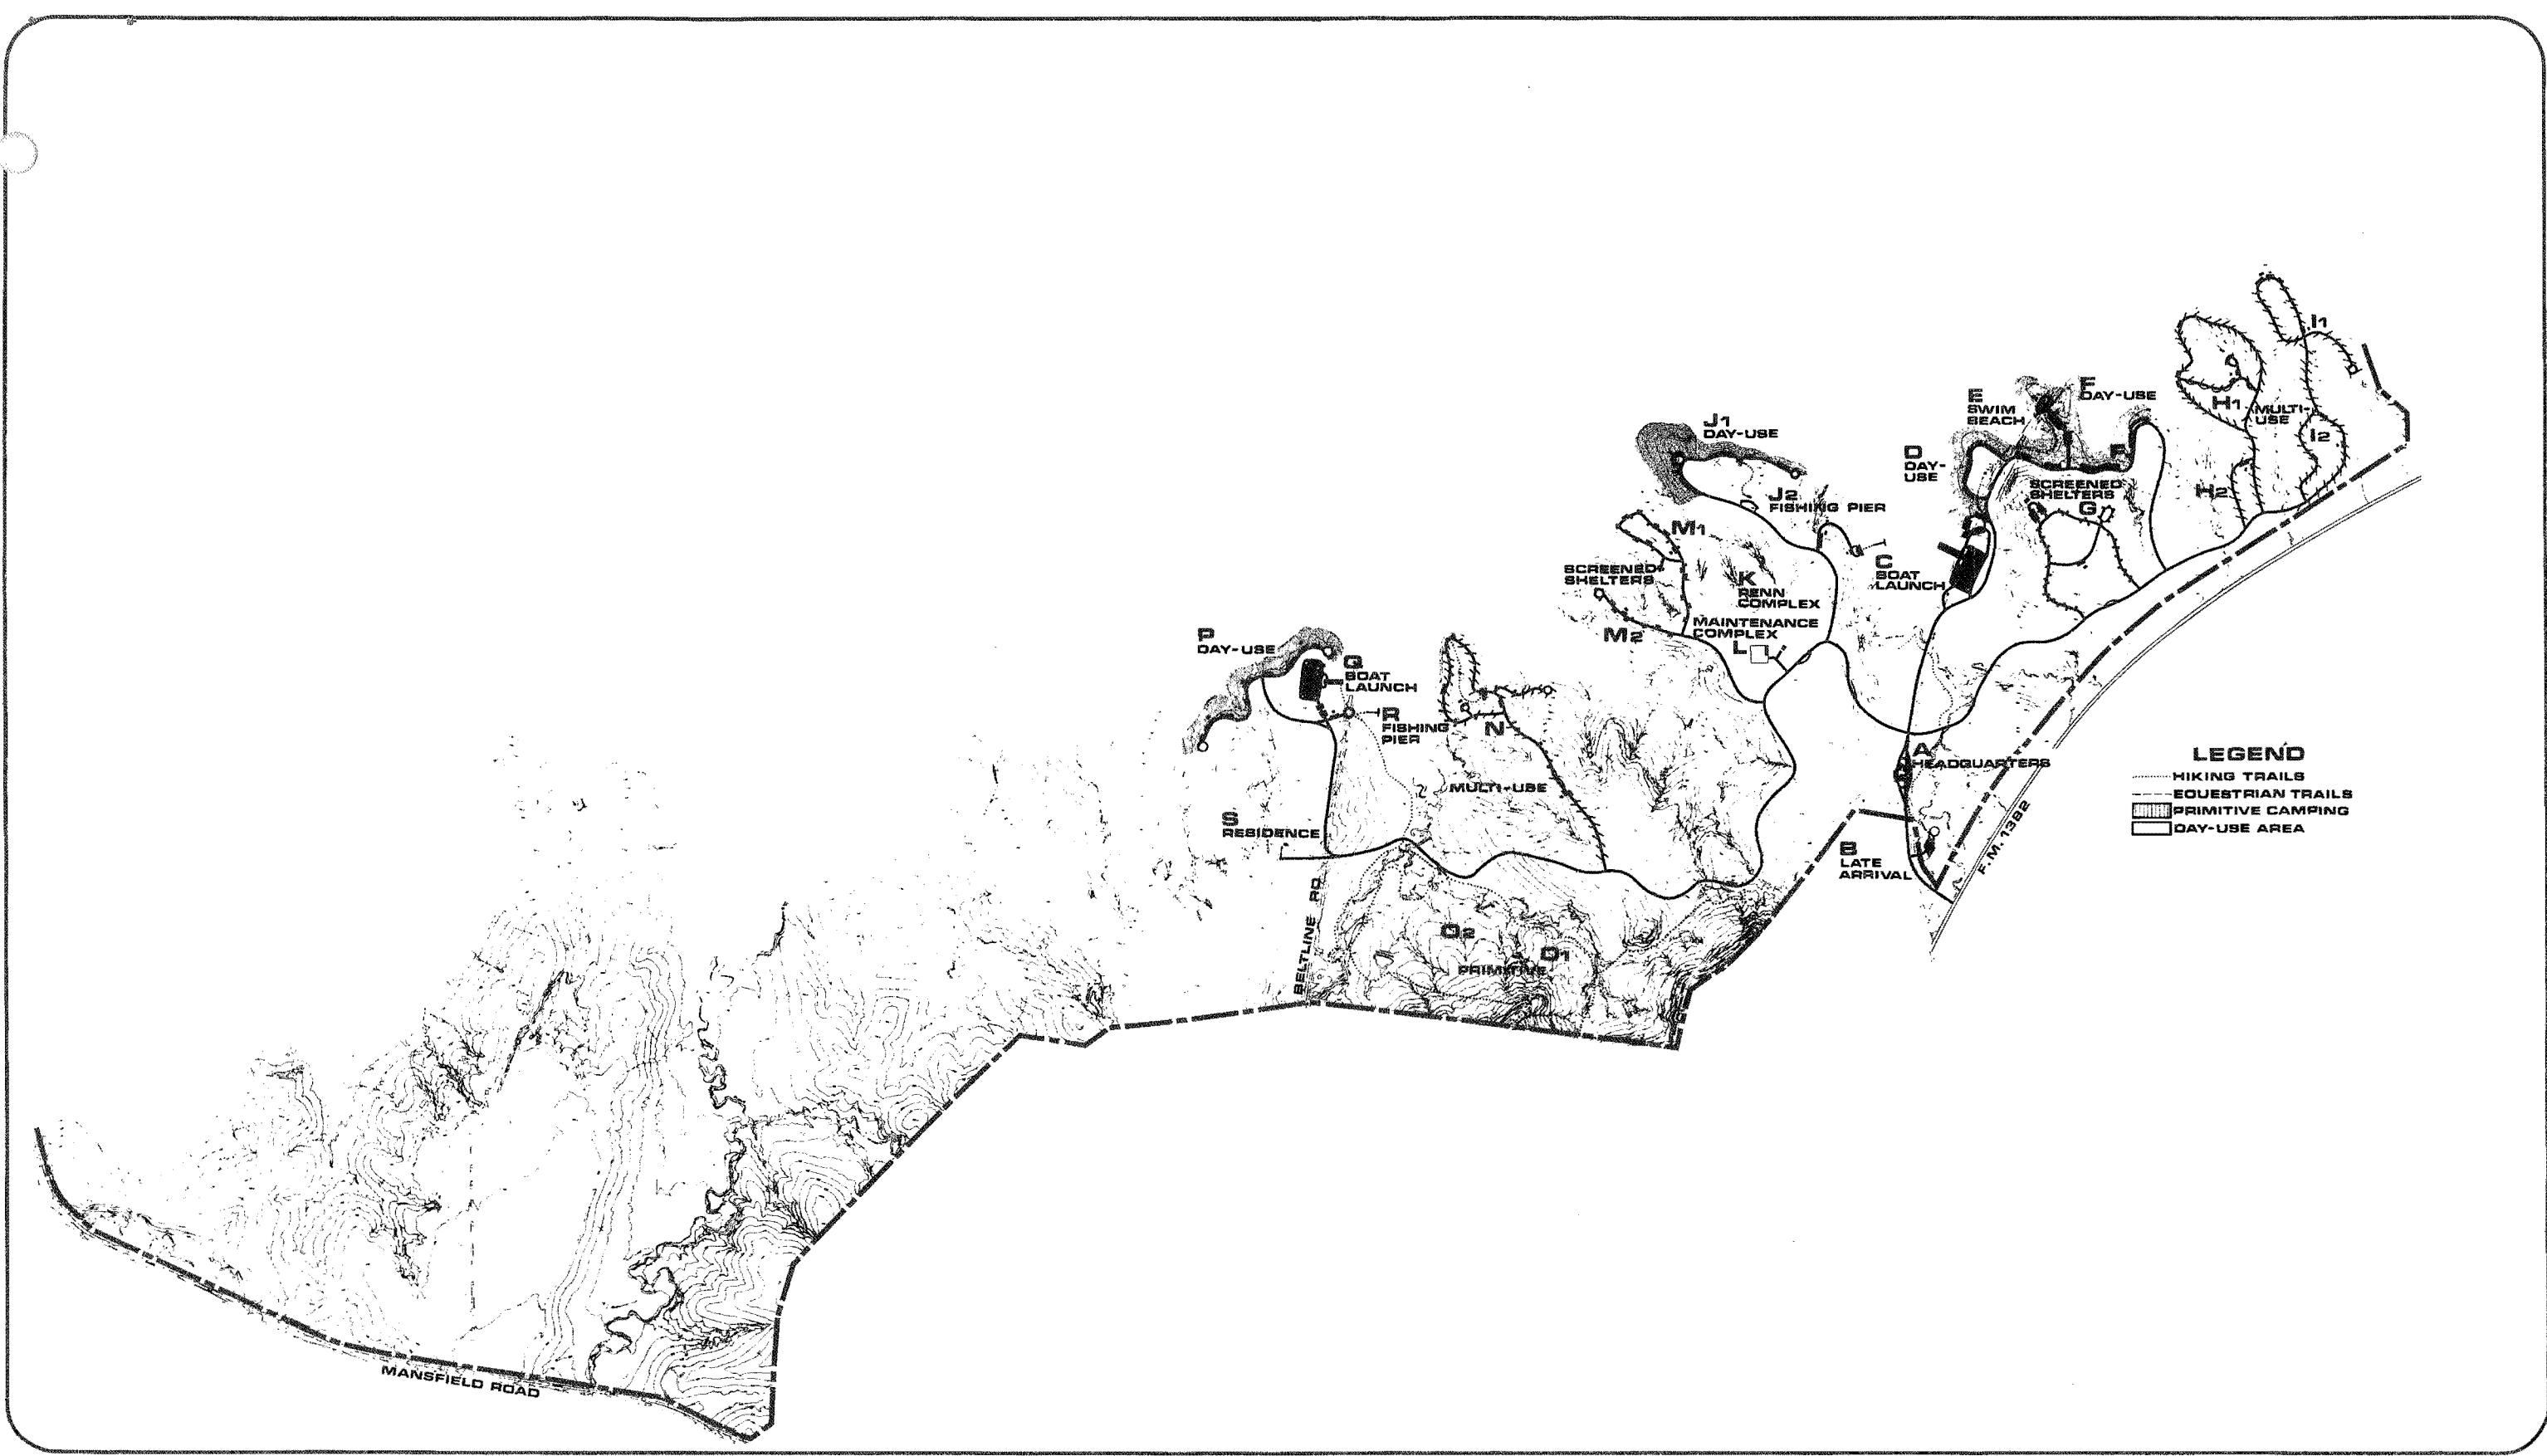 I1
E
SWIM
BEACH
F
DAY-USE
H1
MULTI-
USE
J1
DAY-USE
D
DAY-
USE
F
I2
SCREENED
SHELTERS
G
H2
J2
FISHING PIER
M1
SCREENED
SHELTERS
K
PENN
COMPLEX
C
BOAT
LAUNCH
MAINTENANCE
COMPLEX
L
M2
P
DAY-USE
Q
BOAT
LAUNCH
R
FISHING
PIER
N
MULTI-USE
A
HEADQUARTERS
LEGEND
HIKING TRAILS
EQUESTRIAN TRAILS
PRIMITIVE CAMPING
DAY-USE AREA
S
RESIDENCE
B
LATE
ARRIVAL
F.M. 1382
BELTLINE RD
O2
O1
PRIMITIVE
MANSFIELD ROAD